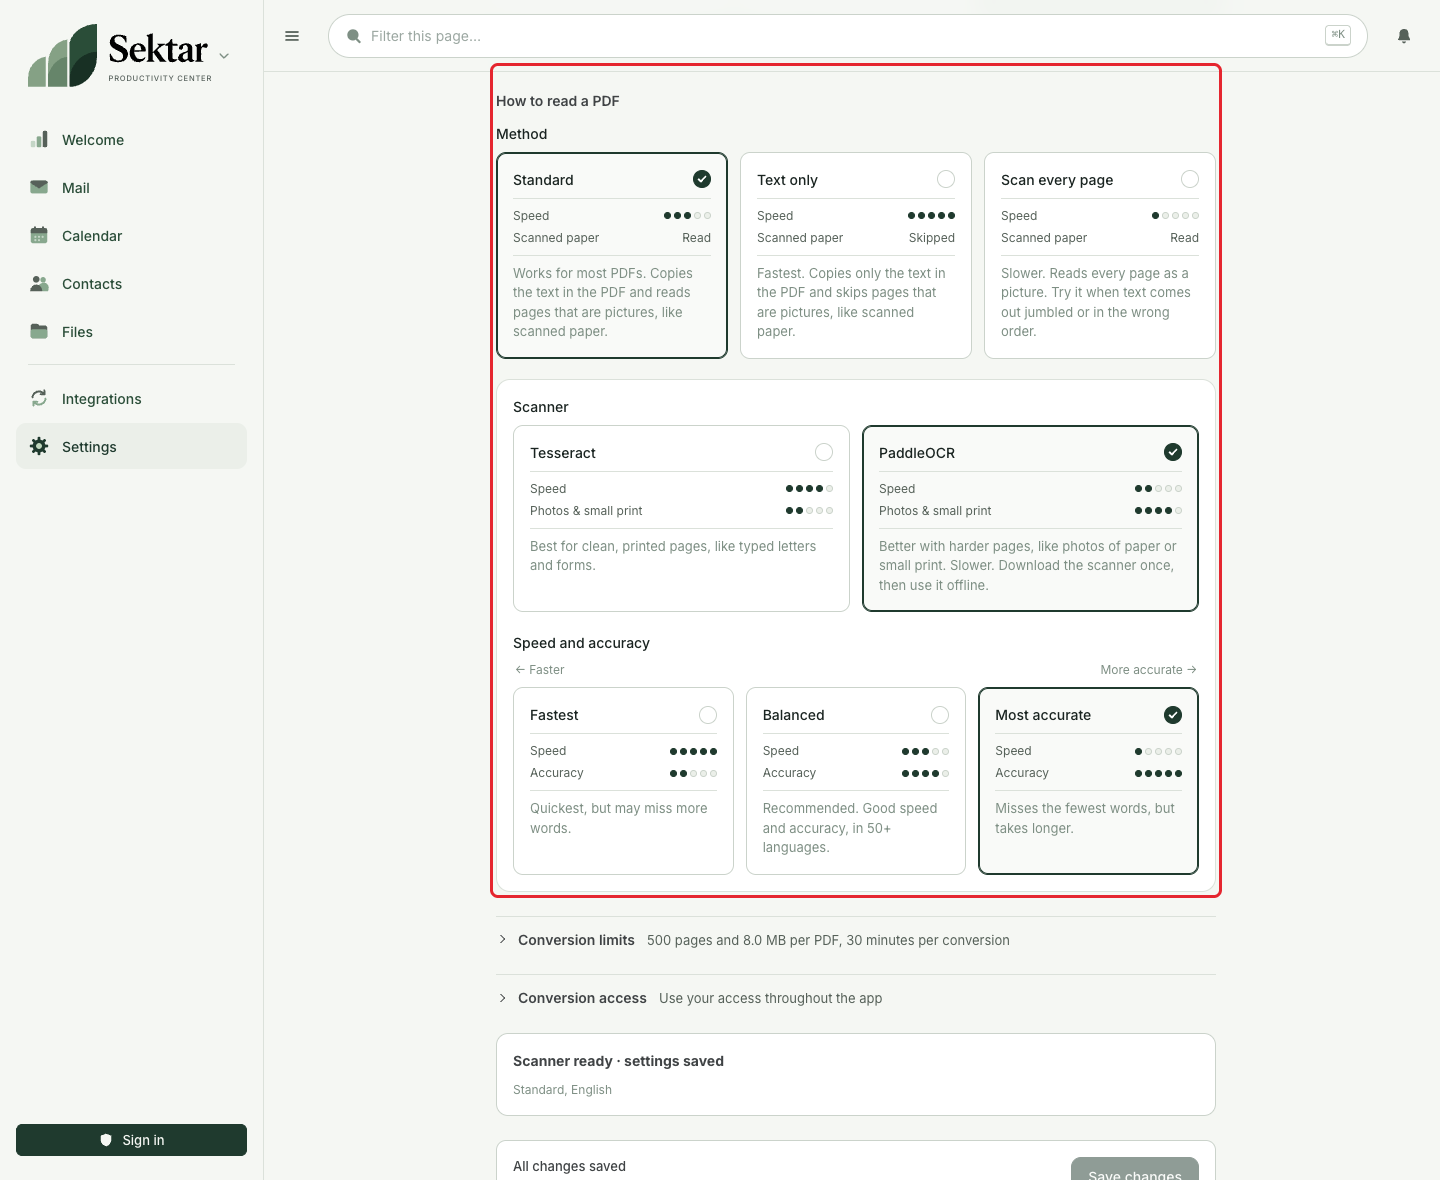 Sektar
PRODUCTIVITY CENTER
Filter this page...
⌘K
Welcome
Mail
Calendar
Contacts
Files
Integrations
Settings
Sign in
How to read a PDF
Method
Standard
Speed
Scanned paper Read
Works for most PDFs. Copies
the text in the PDF and reads
pages that are pictures, like
scanned paper.
Text only
Speed
Scanned paper Skipped
Fastest. Copies only the text in
the PDF and skips pages that
are pictures, like scanned
paper.
Scan every page
Speed
Scanned paper Read
Slower. Reads every page as a
picture. Try it when text comes
out jumbled or in the wrong
order.
Scanner
Tesseract
Speed
Photos & small print
Best for clean, printed pages, like typed letters
and forms.
PaddleOCR
Speed
Photos & small print
Better with harder pages, like photos of paper or
small print. Slower. Download the scanner once,
then use it offline.
Speed and accuracy
← Faster More accurate →
Fastest
Speed
Accuracy
Quickest, but may miss more
words.
Balanced
Speed
Accuracy
Recommended. Good speed
and accuracy, in 50+
languages.
Most accurate
Speed
Accuracy
Misses the fewest words, but
takes longer.
Conversion limits 500 pages and 8.0 MB per PDF, 30 minutes per conversion
Conversion access Use your access throughout the app
Scanner ready · settings saved
Standard, English
All changes saved
Save changes